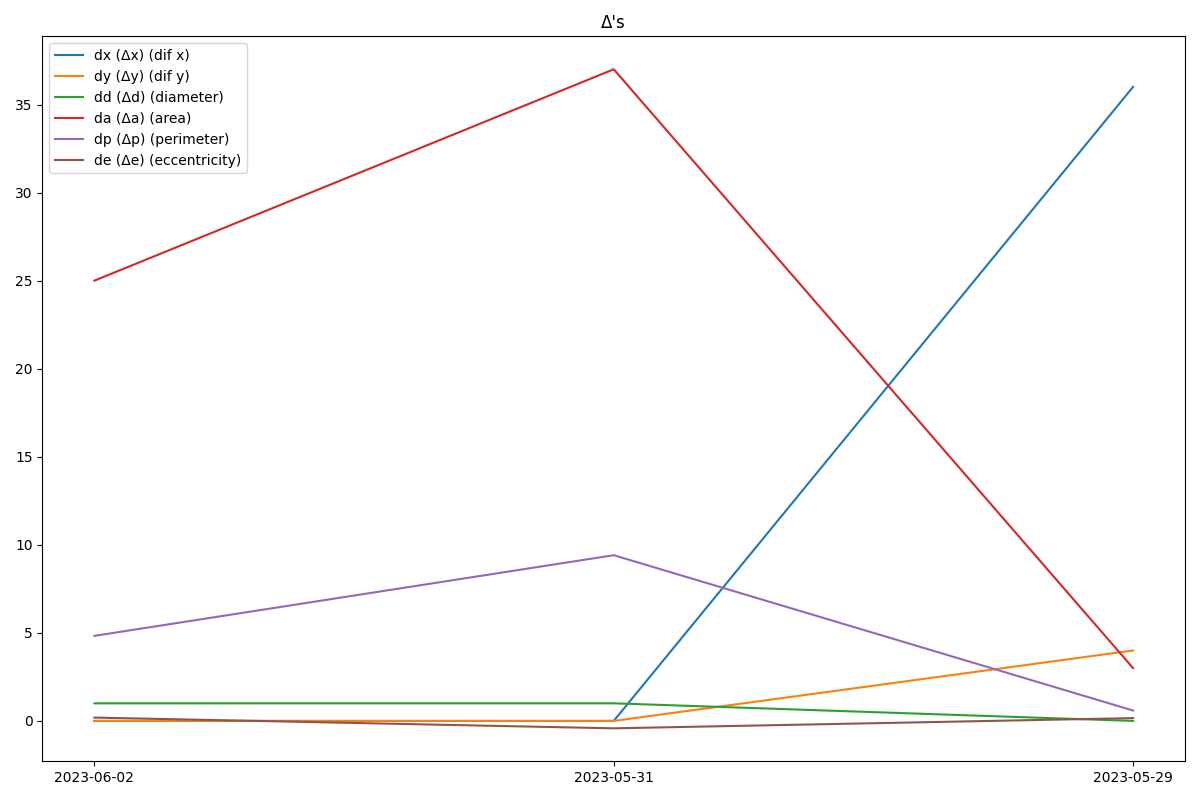 Δ's
dx (Δx) (dif x)
dy (Δy) (dif y)
dd (Δd) (diameter)
da (Δa) (area)
dp (Δp) (perimeter)
de (Δe) (eccentricity)
35
30
25
20
15
10
5
0
2023-06-02 2023-05-31 2023-05-29